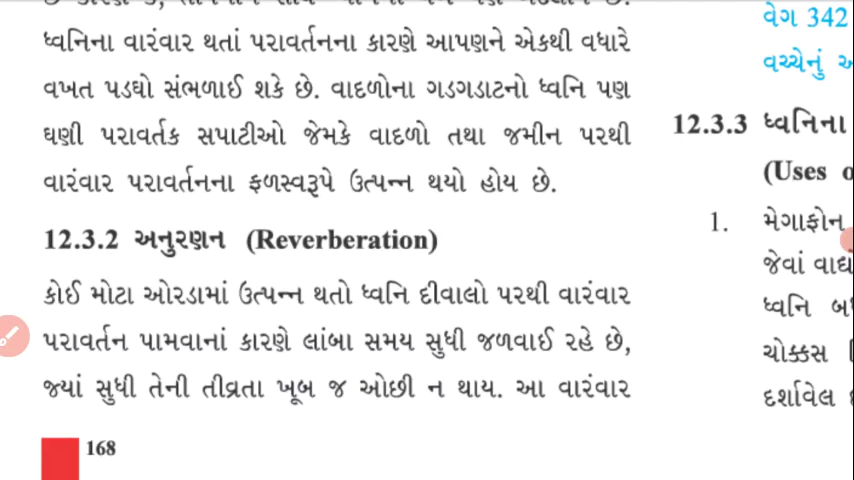 ધ્વનિના વારંવાર થતાં પરાવર્તનના કારણે આપણને એકથી વધારે
વખત પડઘો સંભળાઈ શકે છે. વાદળોના ગડગડાટનો ધ્વનિ પણ
ઘણી પરાવર્તક સપાટીઓ જેમકે વાદળો તથા જમીન પરથી
વારંવાર પરાવર્તનના ફળસ્વરૂપે ઉત્પન્ન થયો હોય છે.
12.3.2 અનુરણન (Reverberation)
કોઈ મોટા ઓરડામાં ઉત્પન્ન થતો ધ્વનિ દીવાલો પરથી વારંવાર
પરાવર્તન પામવાનાં કારણે લાંબા સમય સુધી જળવાઈ રહે છે,
જ્યાં સુધી તેની તીવ્રતા ખૂબ જ ઓછી ન થાય. આ વારંવાર
168
વેગ 342
વચ્ચેનું
12.3.3 ધ્વનિના
(Uses
1. મેગાફોન
જેવાં
ધ્વનિ
ચોક્કસ
દર્શાવેલ